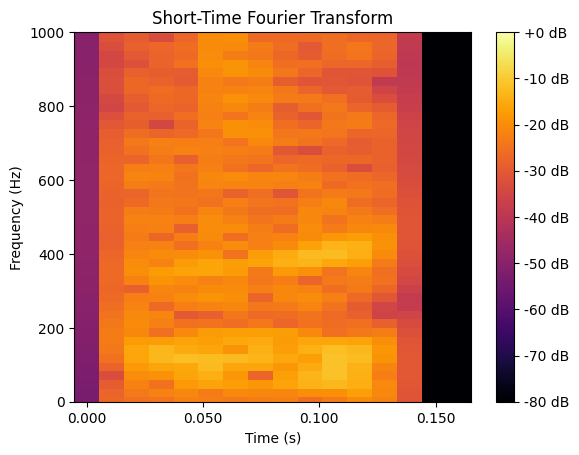 Short-Time Fourier Transform
1000
800
600
400
200
0
Frequency (Hz)
0.000
0.050
0.100
0.150
Time (s)
+0 dB
-10 dB
-20 dB
-30 dB
-40 dB
-50 dB
-60 dB
-70 dB
-80 dB